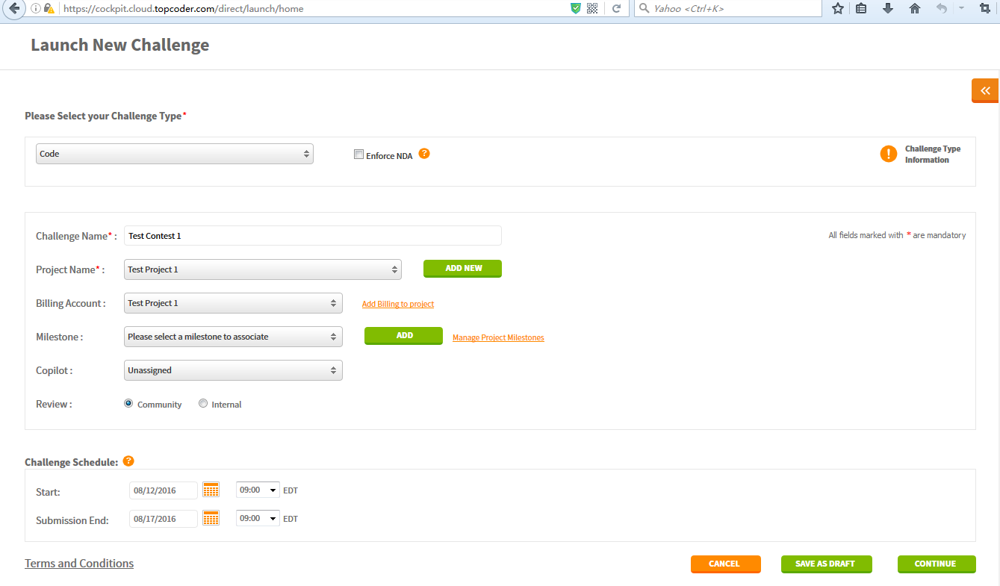 https://cockpit.cloud.topcoder.com/direct/launch/home
Yahoo <Ctrl+K>
Launch New Challenge
Please Select your Challenge Type*
Code
Enforce NDA ?
! Challenge Type
Information
Challenge Name* : Test Contest 1
All fields marked with * are mandatory
Project Name* : Test Project 1 ADD NEW
Billing Account : Test Project 1 Add Billing to project
Milestone : Please select a milestone to associate ADD Manage Project Milestones
Copilot : Unassigned
Review : Community Internal
Challenge Schedule: ?
Start: 08/12/2016 09:00 EDT
Submission End: 08/17/2016 09:00 EDT
Terms and Conditions CANCEL SAVE AS DRAFT CONTINUE